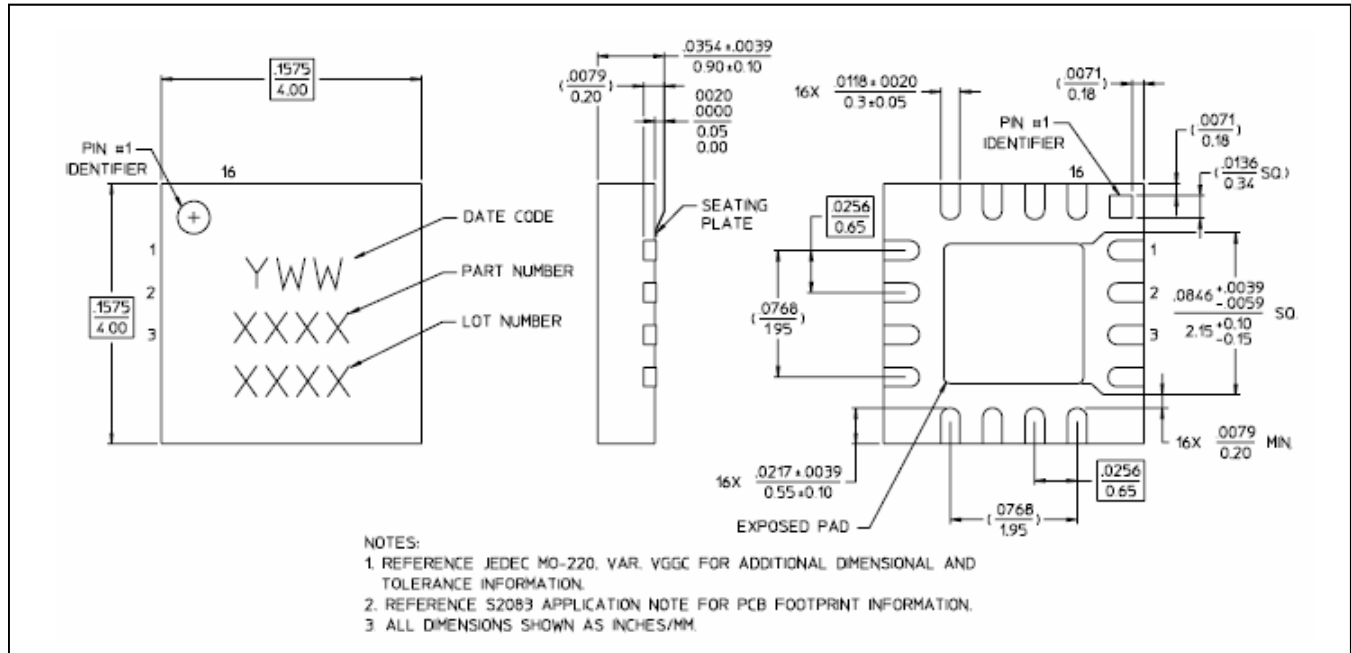 .1575
4.00
PIN #1
IDENTIFIER
16
1
2
3
.1575
4.00
YWW
XXXX
XXXX
DATE CODE
PART NUMBER
LOT NUMBER
.0354±.0039
0.90±0.10
(.0079
0.20)
0020
0000
0.05
0.00
SEATING
PLATE
16X .0118±.0020
0.3±0.05
(.0071
0.18)
PIN #1
IDENTIFIER
16
(.0071
0.18)
(.0136
0.34 SQ.)
.0256
0.65
(.0768
1.95)
1
2
3
.0846 +.0039
-.0059
2.15 +0.10
-0.15
SQ.
16X .0079
0.20 MIN.
16X .0217±.0039
0.55±0.10
.0256
0.65
(.0768
1.95)
EXPOSED PAD
NOTES:
1. REFERENCE JEDEC MO-220, VAR. VGGC FOR ADDITIONAL DIMENSIONAL AND
TOLERANCE INFORMATION.
2. REFERENCE S2083 APPLICATION NOTE FOR PCB FOOTPRINT INFORMATION.
3 ALL DIMENSIONS SHOWN AS INCHES/MM.